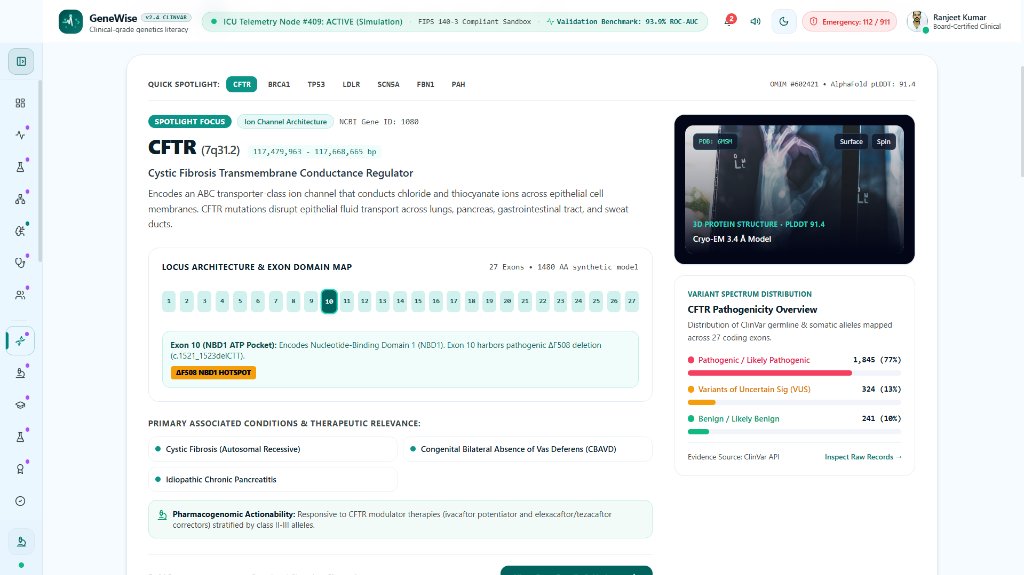 GeneWise v2.4 CLINVAR
Clinical-grade genetics literacy
ICU Telemetry Node #409: ACTIVE (Simulation) • FIPS 140-3 Compliant Sandbox • Validation Benchmark: 93.9% ROC-AUC
2
Emergency: 112 / 911
Ranjeet Kumar
Board-Certified Clinical
QUICK SPOTLIGHT: CFTR BRCA1 TP53 LDLR SCN5A FBN1 PAH
OMIM #602421 • AlphaFold pLDDT: 91.4
SPOTLIGHT FOCUS Ion Channel Architecture NCBI Gene ID: 1080
CFTR (7q31.2) 117,479,963 - 117,668,665 bp
Cystic Fibrosis Transmembrane Conductance Regulator
Encodes an ABC transporter-class ion channel that conducts chloride and thiocyanate ions across epithelial cell
membranes. CFTR mutations disrupt epithelial fluid transport across lungs, pancreas, gastrointestinal tract, and sweat
ducts.
LOCUS ARCHITECTURE & EXON DOMAIN MAP
27 Exons • 1480 AA synthetic model
1 2 3 4 5 6 7 8 9 10 11 12 13 14 15 16 17 18 19 20 21 22 23 24 25 26 27
Exon 10 (NBD1 ATP Pocket): Encodes Nucleotide-Binding Domain 1 (NBD1). Exon 10 harbors pathogenic ΔF508 deletion
(c.1521_1523delCTT).
ΔF508 NBD1 HOTSPOT
PRIMARY ASSOCIATED CONDITIONS & THERAPEUTIC RELEVANCE:
Cystic Fibrosis (Autosomal Recessive)
Congenital Bilateral Absence of Vas Deferens (CBAVD)
Idiopathic Chronic Pancreatitis
Pharmacogenomic Actionability: Responsive to CFTR modulator therapies (ivacaftor potentiator and elexacaftor/tezacaftor
correctors) stratified by class II-III alleles.
PDB: 6MSM
Surface Spin
3D PROTEIN STRUCTURE • PLDDT 91.4
Cryo-EM 3.4 Å Model
VARIANT SPECTRUM DISTRIBUTION
CFTR Pathogenicity Overview
Distribution of ClinVar germline & somatic alleles mapped
across 27 coding exons.
Pathogenic / Likely Pathogenic 1,845 (77%)
Variants of Uncertain Sig (VUS) 324 (13%)
Benign / Likely Benign 241 (10%)
Evidence Source: ClinVar API
Inspect Raw Records →